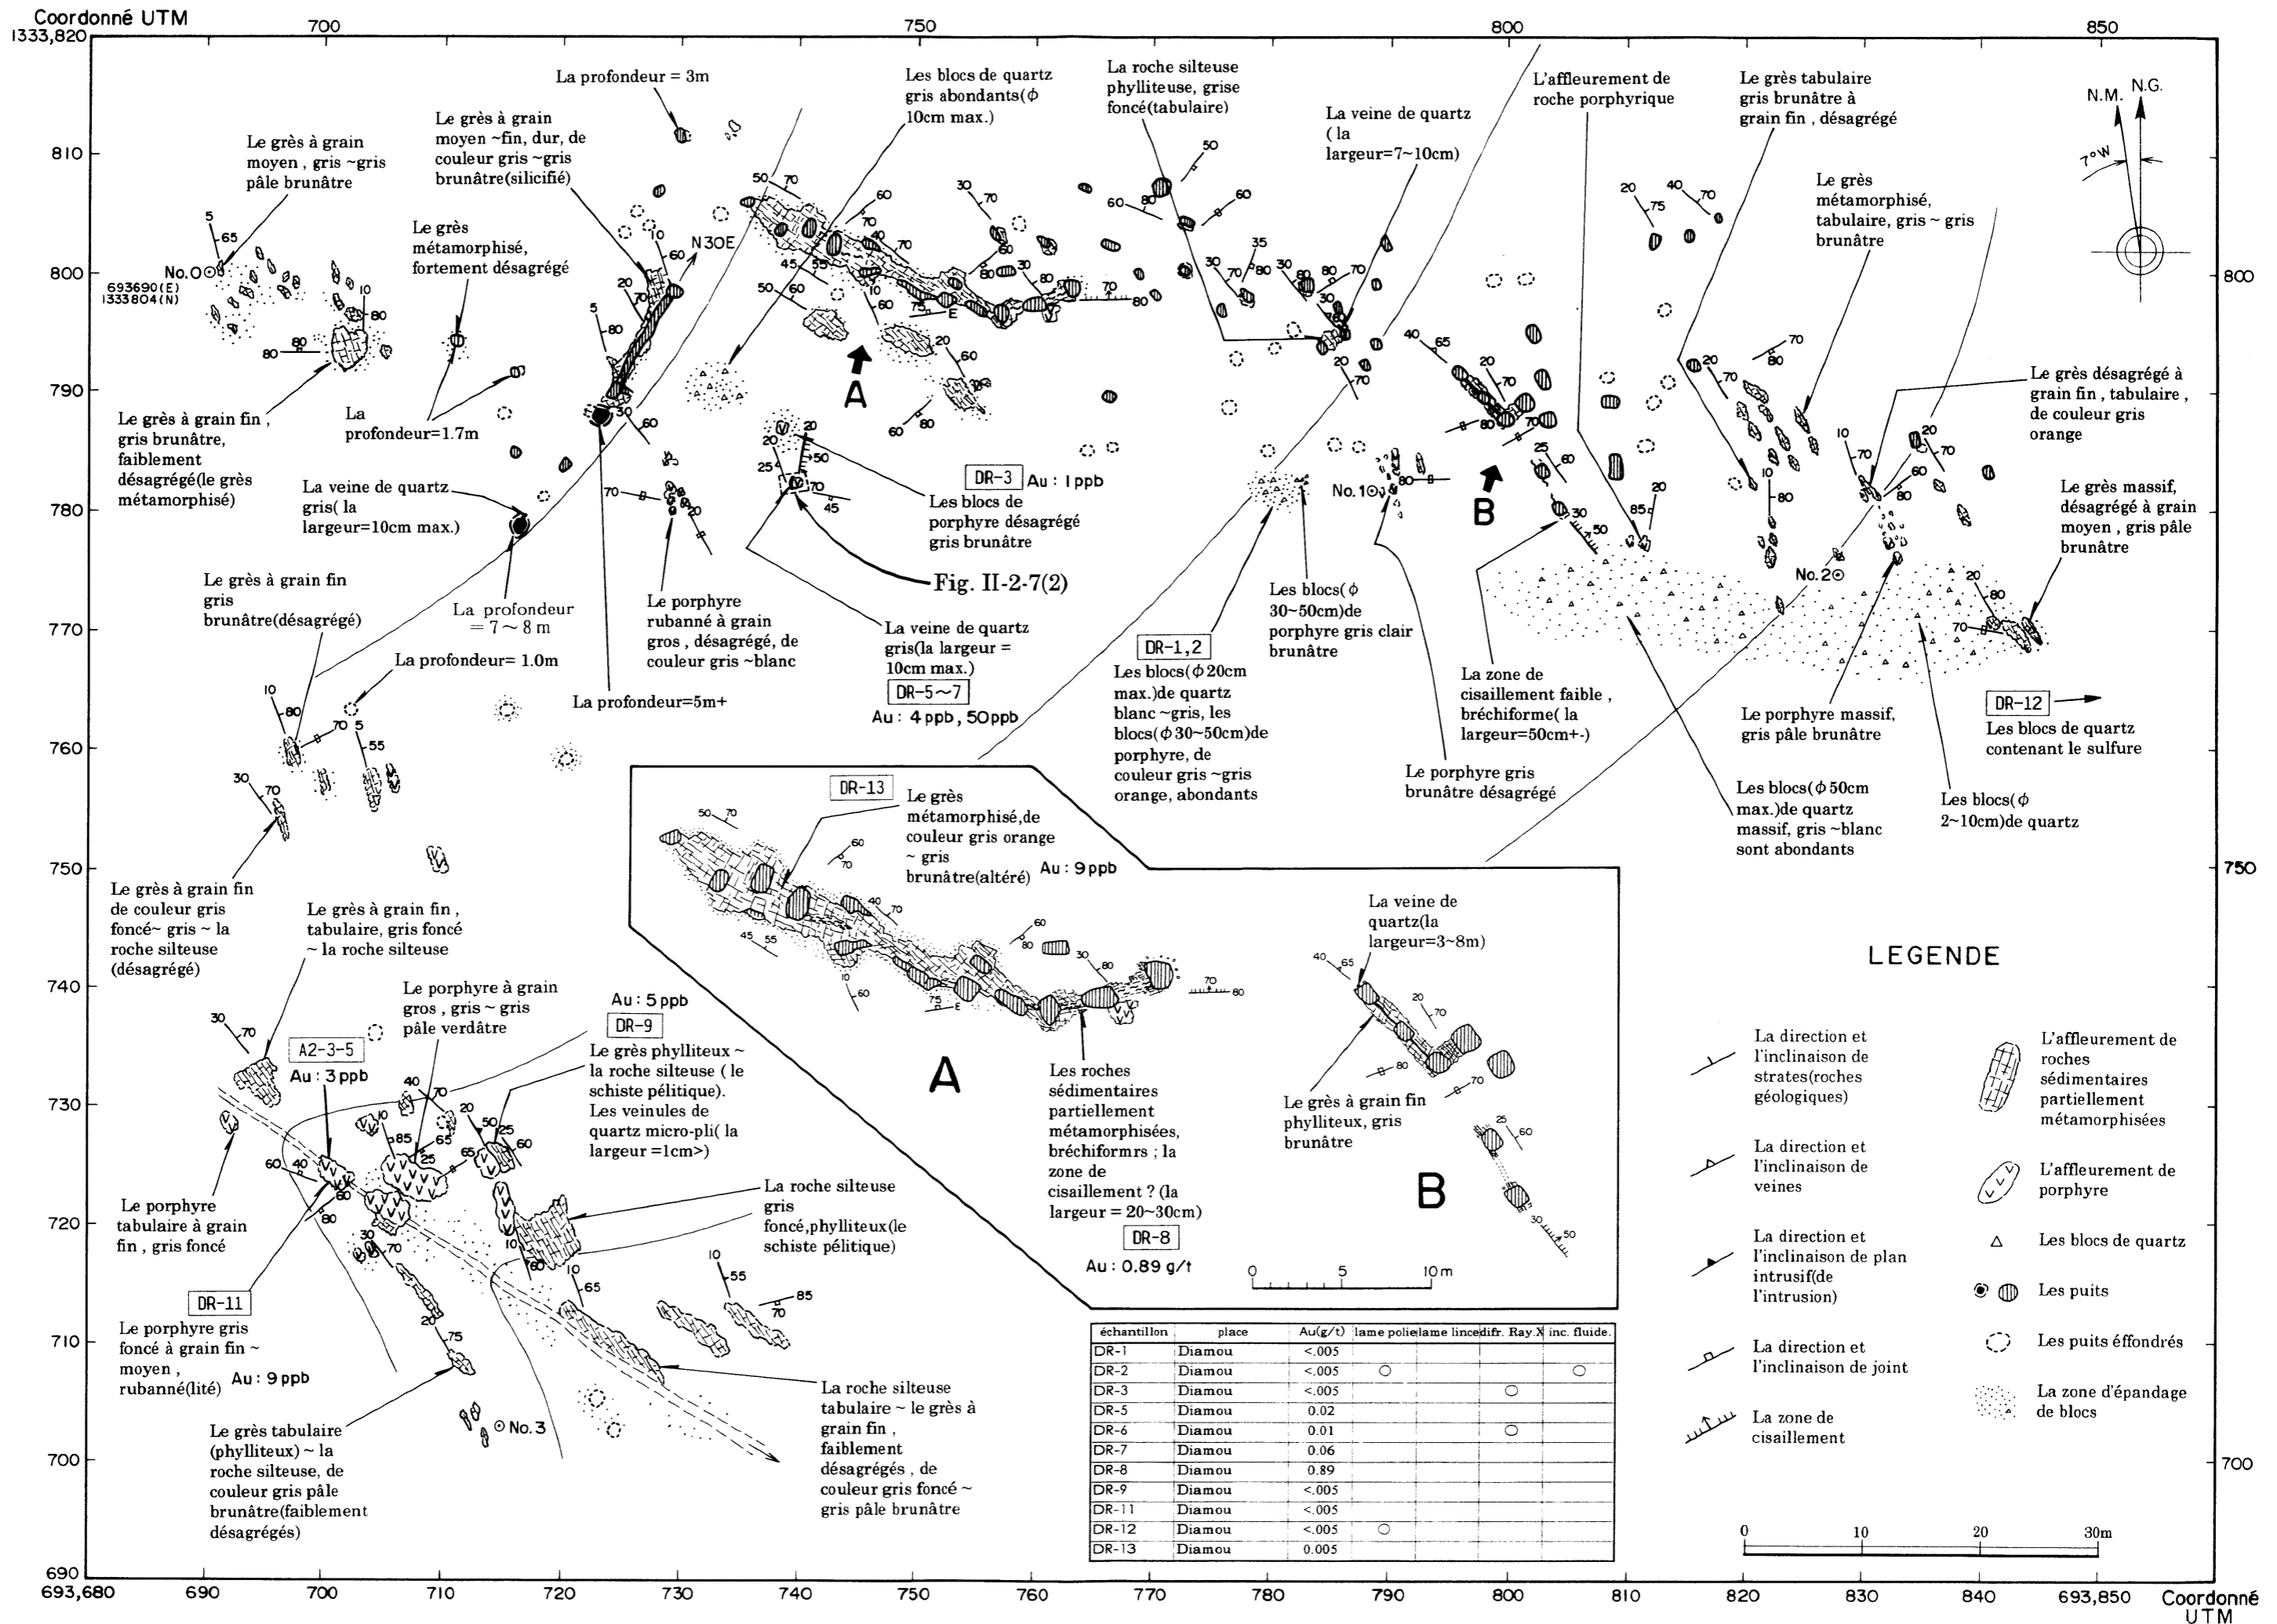 Coordonné UTM
1333,820
700
750
800
850
La profondeur = 3m
Le grès à grain
moyen ~fin, dur, de
couleur gris ~gris
brunâtre(silicifié)
Le grès à grain
moyen , gris ~gris
pâle brunâtre
Les blocs de quartz
gris abondants(ϕ
10cm max.)
La roche silteuse
phylliteuse, grise
foncé(tabulaire)
La veine de quartz
( la
largeur=7~10cm)
L'affleurement de
roche porphyrique
Le grès tabulaire
gris brunâtre à
grain fin , désagrégé
Le grès
métamorphisé,
tabulaire, gris ~ gris
brunâtre
N.M.
N.G.
7°W
810
800
790
780
770
760
750
740
730
720
710
700
690
No.0
693690(E)
1333804(N)
Le grès
métamorphisé,
fortement désagrégé
N30E
A
B
Le grès à grain fin ,
gris brunâtre,
faiblement
désagrégé(le grès
métamorphisé)
La
profondeur=1.7m
La veine de quartz
gris( la
largeur=10cm max.)
DR-3
Au : 1 ppb
Les blocs de
porphyre désagrégé
gris brunâtre
Fig. II-2-7(2)
No.1
No.2
Le grès désagrégé à
grain fin , tabulaire ,
de couleur gris
orange
Le grès massif,
désagrégé à grain
moyen , gris pâle
brunâtre
Le grès à grain fin
gris
brunâtre(désagrégé)
La profondeur
= 7~8 m
La profondeur= 1.0m
La profondeur=5m+
Le porphyre
rubanné à grain
gros , désagrégé, de
couleur gris ~blanc
La veine de quartz
gris(la largeur =
10cm max.)
DR-5~7
Au : 4 ppb , 50ppb
DR-1,2
Les blocs(ϕ20cm
max.)de quartz
blanc ~gris, les
blocs(ϕ30~50cm)de
porphyre, de
couleur gris ~gris
orange, abondants
Les blocs(ϕ
30~50cm)de
porphyre gris clair
brunâtre
La zone de
cisaillement faible ,
bréchiforme( la
largeur=50cm+-)
Le porphyre gris
brunâtre désagrégé
Le porphyre massif,
gris pâle brunâtre
Les blocs(ϕ50cm
max.)de quartz
massif, gris ~blanc
sont abondants
DR-12
Les blocs de quartz
contenant le sulfure
Les blocs(ϕ
2~10cm)de quartz
Le grès à grain fin
de couleur gris
foncé~ gris ~ la
roche silteuse
(désagrégé)
Le grès à grain fin ,
tabulaire, gris foncé
~ la roche silteuse
Le porphyre à grain
gros , gris ~ gris
pâle verdâtre
A2-3-5
Au : 3 ppb
Au : 5 ppb
DR-9
Le grès phylliteux ~
la roche silteuse ( le
schiste pélitique).
Les veinules de
quartz micro-pli( la
largeur =1cm>)
Le porphyre
tabulaire à grain
fin , gris foncé
DR-11
Le porphyre gris
foncé à grain fin ~
moyen ,
rubanné(lité)
Au : 9 ppb
La roche silteuse
gris
foncé,phylliteux(le
schiste pélitique)
Le grès tabulaire
(phylliteux) ~ la
roche silteuse, de
couleur gris pâle
brunâtre(faiblement
désagrégés)
No.3
La roche silteuse
tabulaire ~ le grès à
grain fin ,
faiblement
désagrégés , de
couleur gris foncé ~
gris pâle brunâtre
DR-13
Le grès
métamorphisé,de
couleur gris orange
~ gris
brunâtre(altéré)
Au : 9 ppb
A
Les roches
sédimentaires
partiellement
métamorphisées,
bréchiformrs ; la
zone de
cisaillement ? (la
largeur = 20~30cm)
DR-8
Au : 0.89 g/t
La veine de
quartz(la
largeur=3~8m)
Le grès à grain fin
phylliteux, gris
brunâtre
B
0 5 10 m
échantillon place Au(g/t) lame polie lame lince difr. Ray.X inc. fluide.
DR-1 Diamou <.005
DR-2 Diamou <.005 ○ ○
DR-3 Diamou <.005 ○
DR-5 Diamou 0.02
DR-6 Diamou 0.01 ○
DR-7 Diamou 0.06
DR-8 Diamou 0.89
DR-9 Diamou <.005
DR-11 Diamou <.005
DR-12 Diamou <.005 ○
DR-13 Diamou 0.005
750
LEGENDE
La direction et
l'inclinaison de
strates(roches
géologiques)
La direction et
l'inclinaison de
veines
La direction et
l'inclinaison de plan
intrusif(de
l'intrusion)
La direction et
l'inclinaison de joint
La zone de
cisaillement
L'affleurement de
roches
sédimentaires
partiellement
métamorphisées
L'affleurement de
porphyre
Les blocs de quartz
Les puits
Les puits éffondrés
La zone d'épandage
de blocs
800
700
0 10 20 30m
693,680 690 700 710 720 730 740 750 760 770 780 790 800 810 820 830 840 693,850 Coordonné
UTM